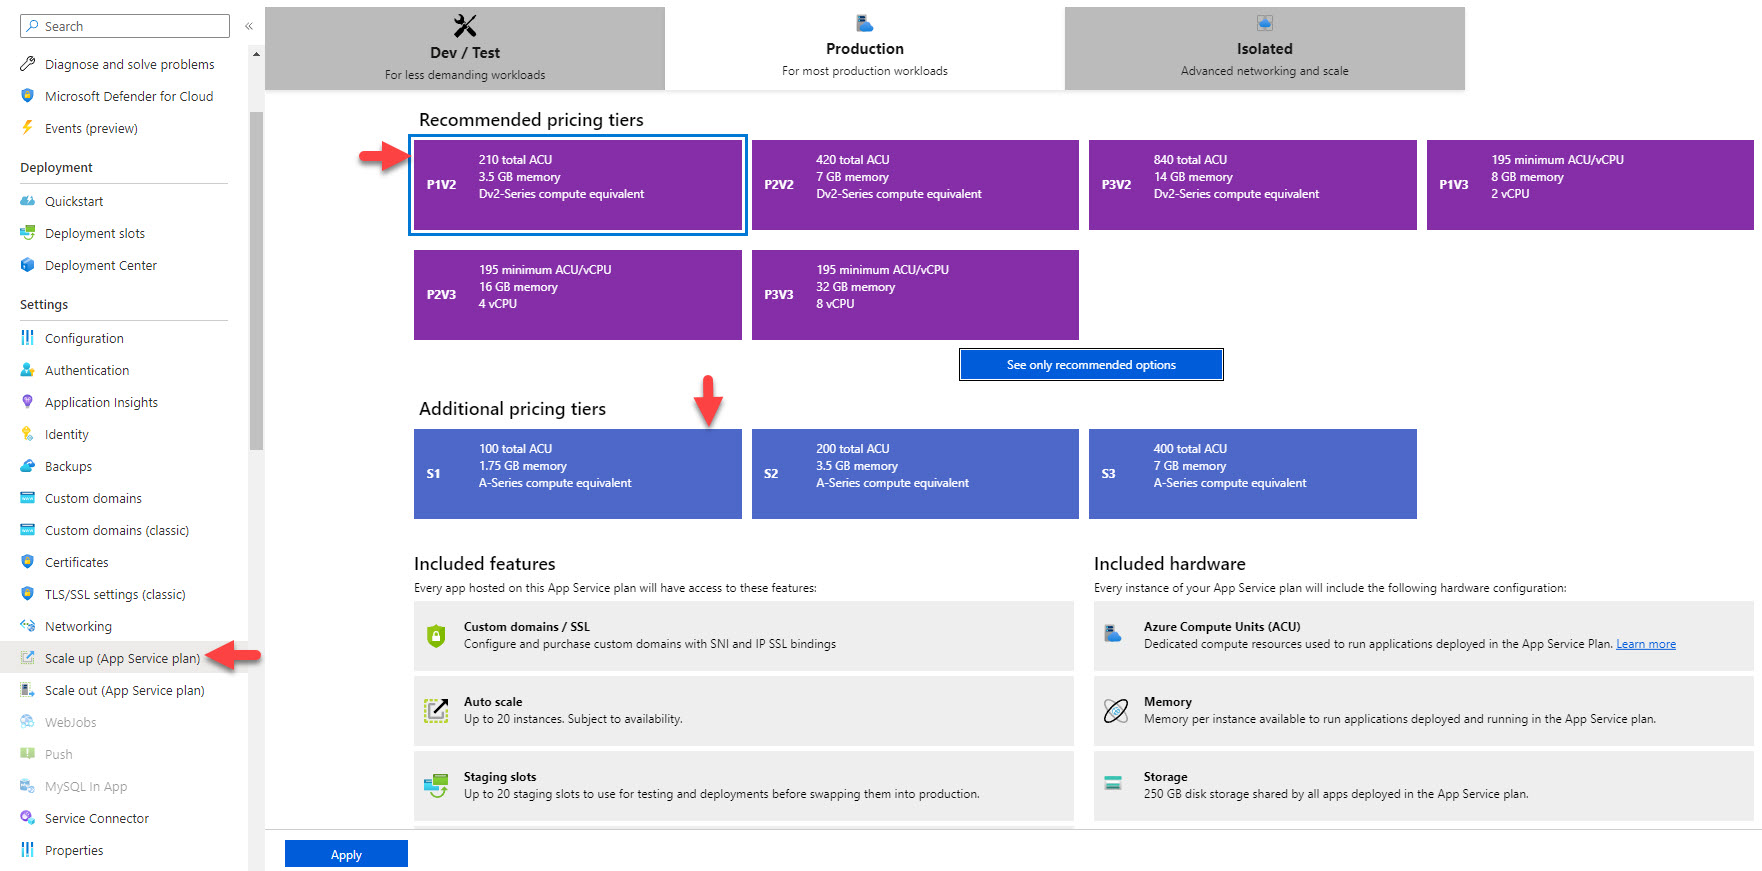 Search
«
Diagnose and solve problems
Microsoft Defender for Cloud
Events (preview)
Deployment
Quickstart
Deployment slots
Deployment Center
Settings
Configuration
Authentication
Application Insights
Identity
Backups
Custom domains
Custom domains (classic)
Certificates
TLS/SSL settings (classic)
Networking
Scale up (App Service plan)
Scale out (App Service plan)
WebJobs
Push
MySQL In App
Service Connector
Properties
Dev / Test
For less demanding workloads
Production
For most production workloads
Isolated
Advanced networking and scale
Recommended pricing tiers
P1V2
210 total ACU
3.5 GB memory
Dv2-Series compute equivalent
P2V2
420 total ACU
7 GB memory
Dv2-Series compute equivalent
P3V2
840 total ACU
14 GB memory
Dv2-Series compute equivalent
P1V3
195 minimum ACU/vCPU
8 GB memory
2 vCPU
P2V3
195 minimum ACU/vCPU
16 GB memory
4 vCPU
P3V3
195 minimum ACU/vCPU
32 GB memory
8 vCPU
See only recommended options
Additional pricing tiers
S1
100 total ACU
1.75 GB memory
A-Series compute equivalent
S2
200 total ACU
3.5 GB memory
A-Series compute equivalent
S3
400 total ACU
7 GB memory
A-Series compute equivalent
Included features
Every app hosted on this App Service plan will have access to these features:
Custom domains / SSL
Configure and purchase custom domains with SNI and IP SSL bindings
Auto scale
Up to 20 instances. Subject to availability.
Staging slots
Up to 20 staging slots to use for testing and deployments before swapping them into production.
Included hardware
Every instance of your App Service plan will include the following hardware configuration:
Azure Compute Units (ACU)
Dedicated compute resources used to run applications deployed in the App Service Plan. Learn more
Memory
Memory per instance available to run applications deployed and running in the App Service plan.
Storage
250 GB disk storage shared by all apps deployed in the App Service plan.
Apply